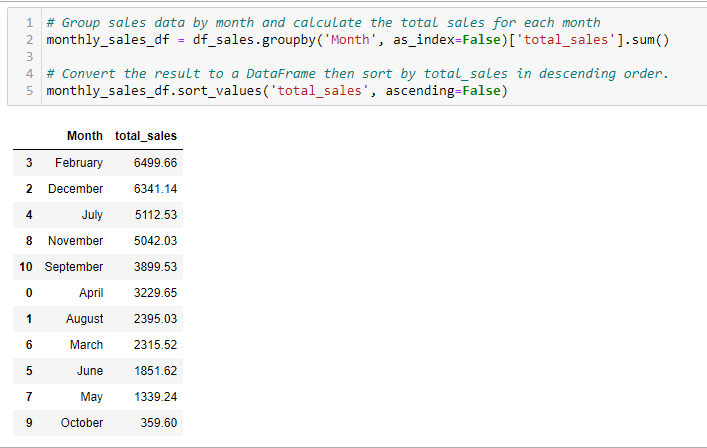 1 # Group sales data by month and calculate the total sales for each month
2 monthly_sales_df = df_sales.groupby('Month', as_index=False)['total_sales'].sum()
3
4 # Convert the result to a DataFrame then sort by total_sales in descending order.
5 monthly_sales_df.sort_values('total_sales', ascending=False)
Month total_sales
3 February 6499.66
2 December 6341.14
4 July 5112.53
8 November 5042.03
10 September 3899.53
0 April 3229.65
1 August 2395.03
6 March 2315.52
5 June 1851.62
7 May 1339.24
9 October 359.60